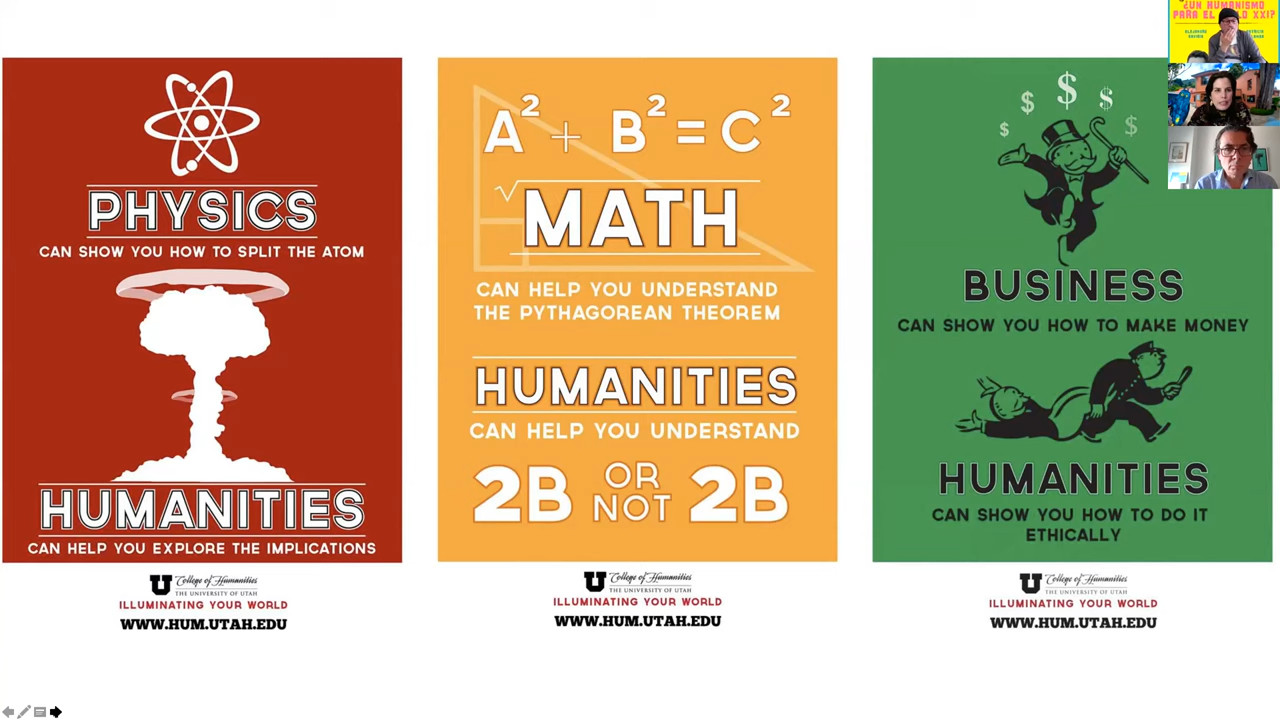 PHYSICS
CAN SHOW YOU HOW TO SPLIT THE ATOM
HUMANITIES
CAN HELP YOU EXPLORE THE IMPLICATIONS
U College of Humanities
THE UNIVERSITY OF UTAH
ILLUMINATING YOUR WORLD
WWW.HUM.UTAH.EDU
A² + B² = C²
√
MATH
CAN HELP YOU UNDERSTAND
THE PYTHAGOREAN THEOREM
HUMANITIES
CAN HELP YOU UNDERSTAND
2B OR NOT 2B
U College of Humanities
THE UNIVERSITY OF UTAH
ILLUMINATING YOUR WORLD
WWW.HUM.UTAH.EDU
$ $ $ $ $
BUSINESS
CAN SHOW YOU HOW TO MAKE MONEY
HUMANITIES
CAN SHOW YOU HOW TO DO IT
ETHICALLY
U College of Humanities
THE UNIVERSITY OF UTAH
ILLUMINATING YOUR WORLD
WWW.HUM.UTAH.EDU
¿UN HUMANISMO
PARA EL XXI?